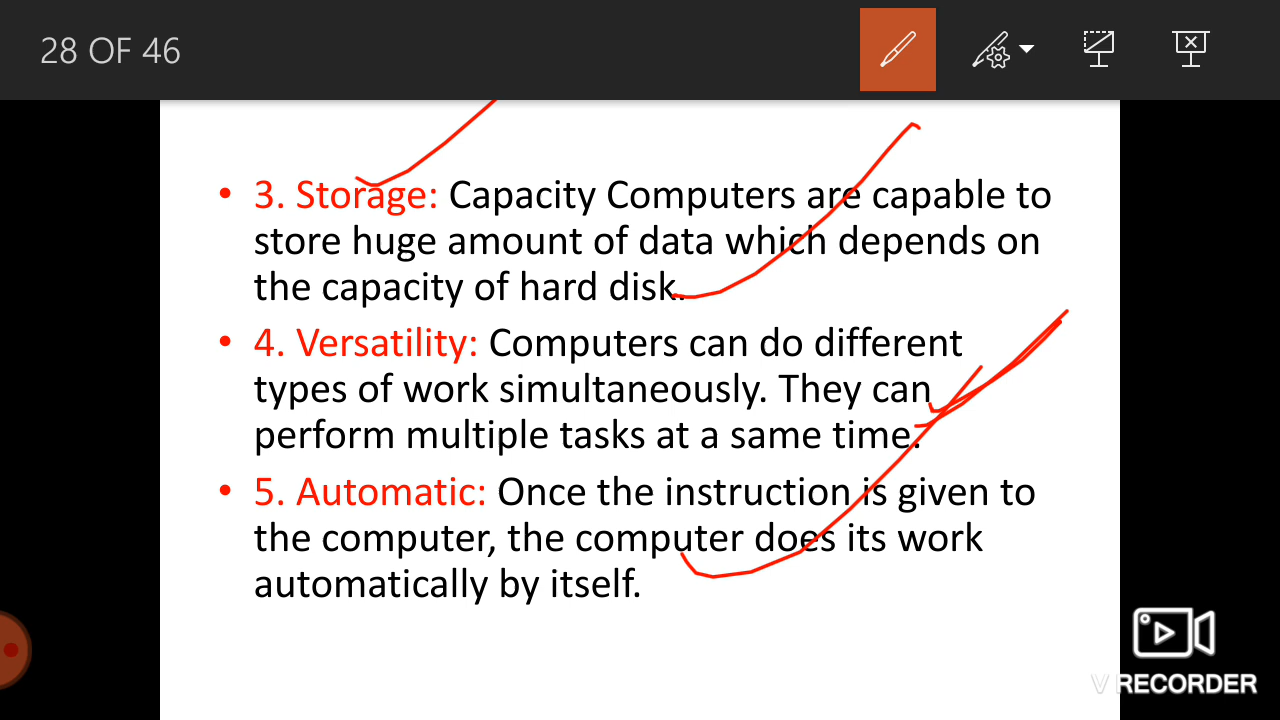 28 OF 46
• 3. Storage: Capacity Computers are capable to
store huge amount of data which depends on
the capacity of hard disk.
• 4. Versatility: Computers can do different
types of work simultaneously. They can
perform multiple tasks at a same time.
• 5. Automatic: Once the instruction is given to
the computer, the computer does its work
automatically by itself.
V RECORDER